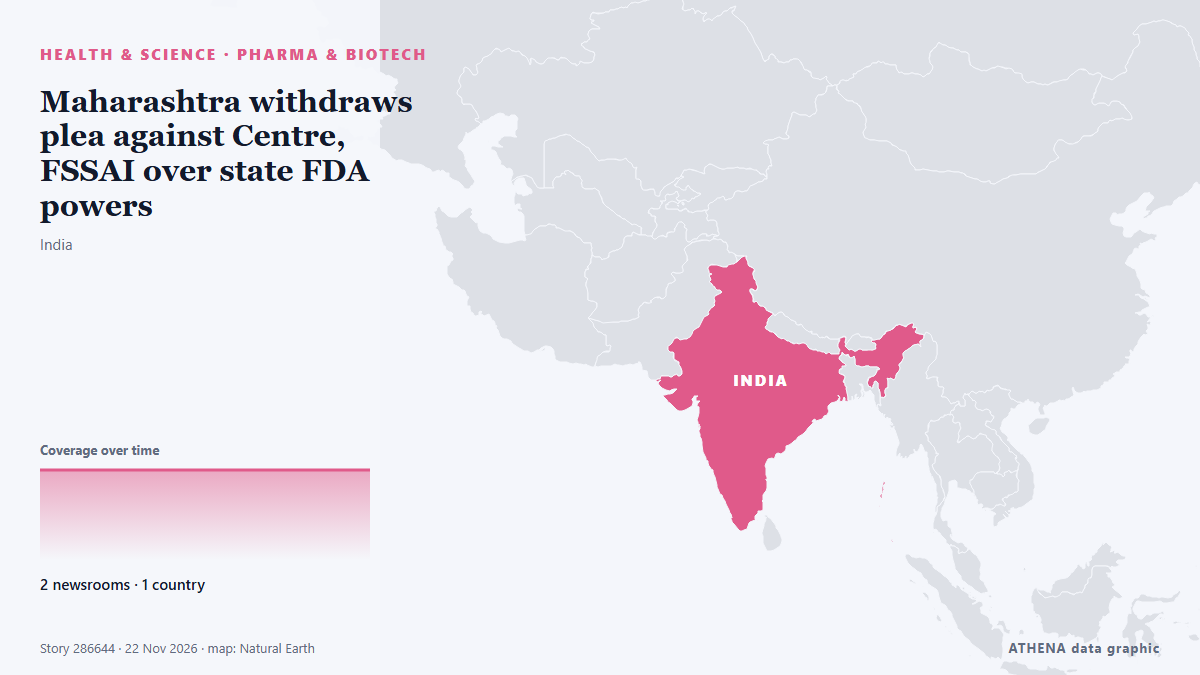 HEALTH & SCIENCE · PHARMA & BIOTECH
Maharashtra withdraws
plea against Centre,
FSSAI over state FDA
powers
India
INDIA
Coverage over time
2 newsrooms · 1 country
Story 286644 · 22 Nov 2026 · map: Natural Earth
ATHENA data graphic